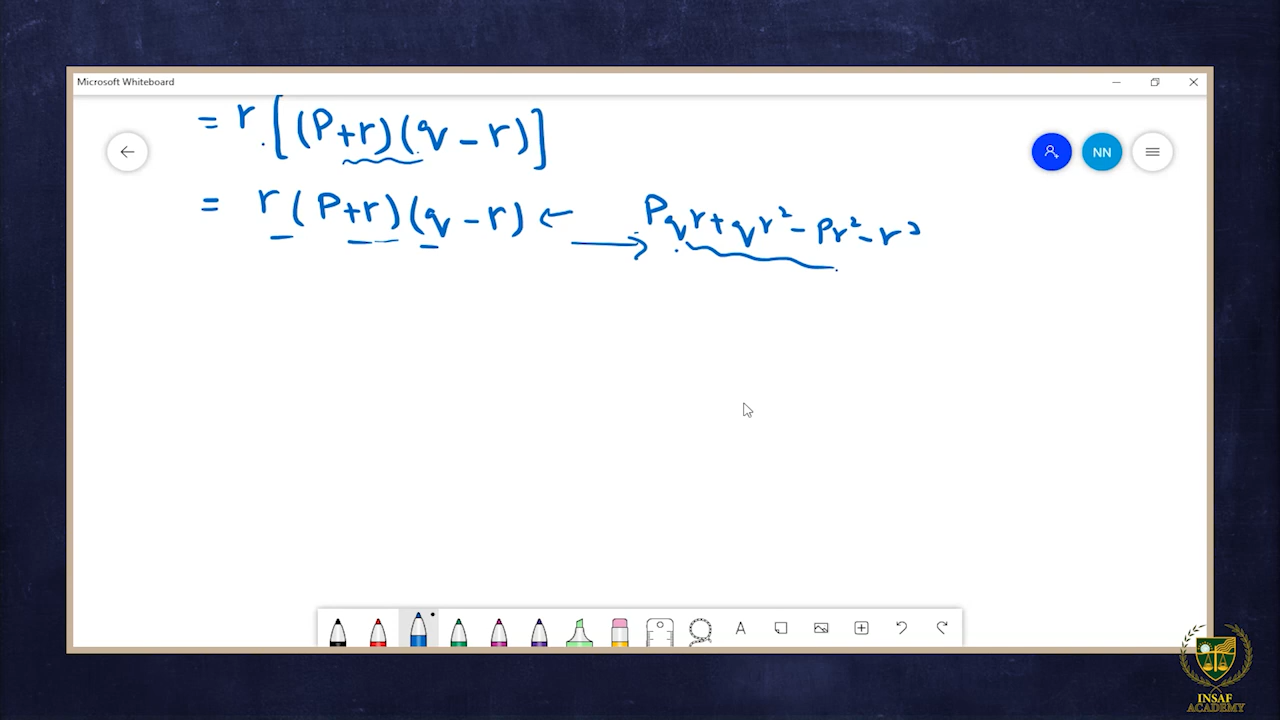 Microsoft Whiteboard
= r [(P+r)(q-r)]
= r (P+r)(q-r) ← → Pqr+qr²-Pr²-r³
NN
A
INSAF
ACADEMY